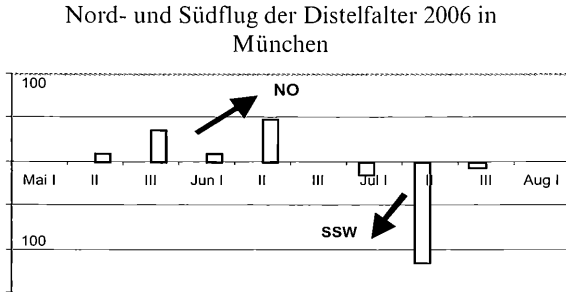 Nord- und Südflug der Distelfalter 2006 in
München
100
NO
Mai I II III Jun I II III Jul I II III Aug I
SSW
100